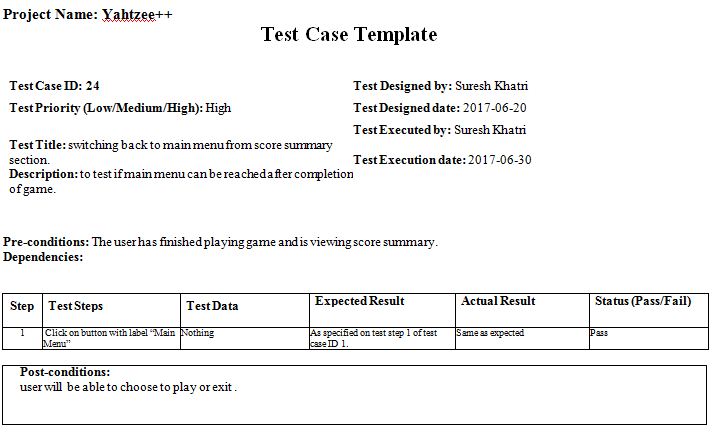 Project Name: Yahtzee++
Test Case Template
Test Case ID: 24
Test Priority (Low/Medium/High): High
Test Title: switching back to main menu from score summary
section.
Description: to test if main menu can be reached after completion
of game.
Test Designed by: Suresh Khatri
Test Designed date: 2017-06-20
Test Executed by: Suresh Khatri
Test Execution date: 2017-06-30
Pre-conditions: The user has finished playing game and is viewing score summary.
Dependencies:
Step Test Steps Test Data Expected Result Actual Result Status (Pass/Fail)
1 Click on button with label “Main Nothing As specified on test step 1 of test Same as expected Pass
Menu” case ID 1.
Post-conditions:
user will be able to choose to play or exit .